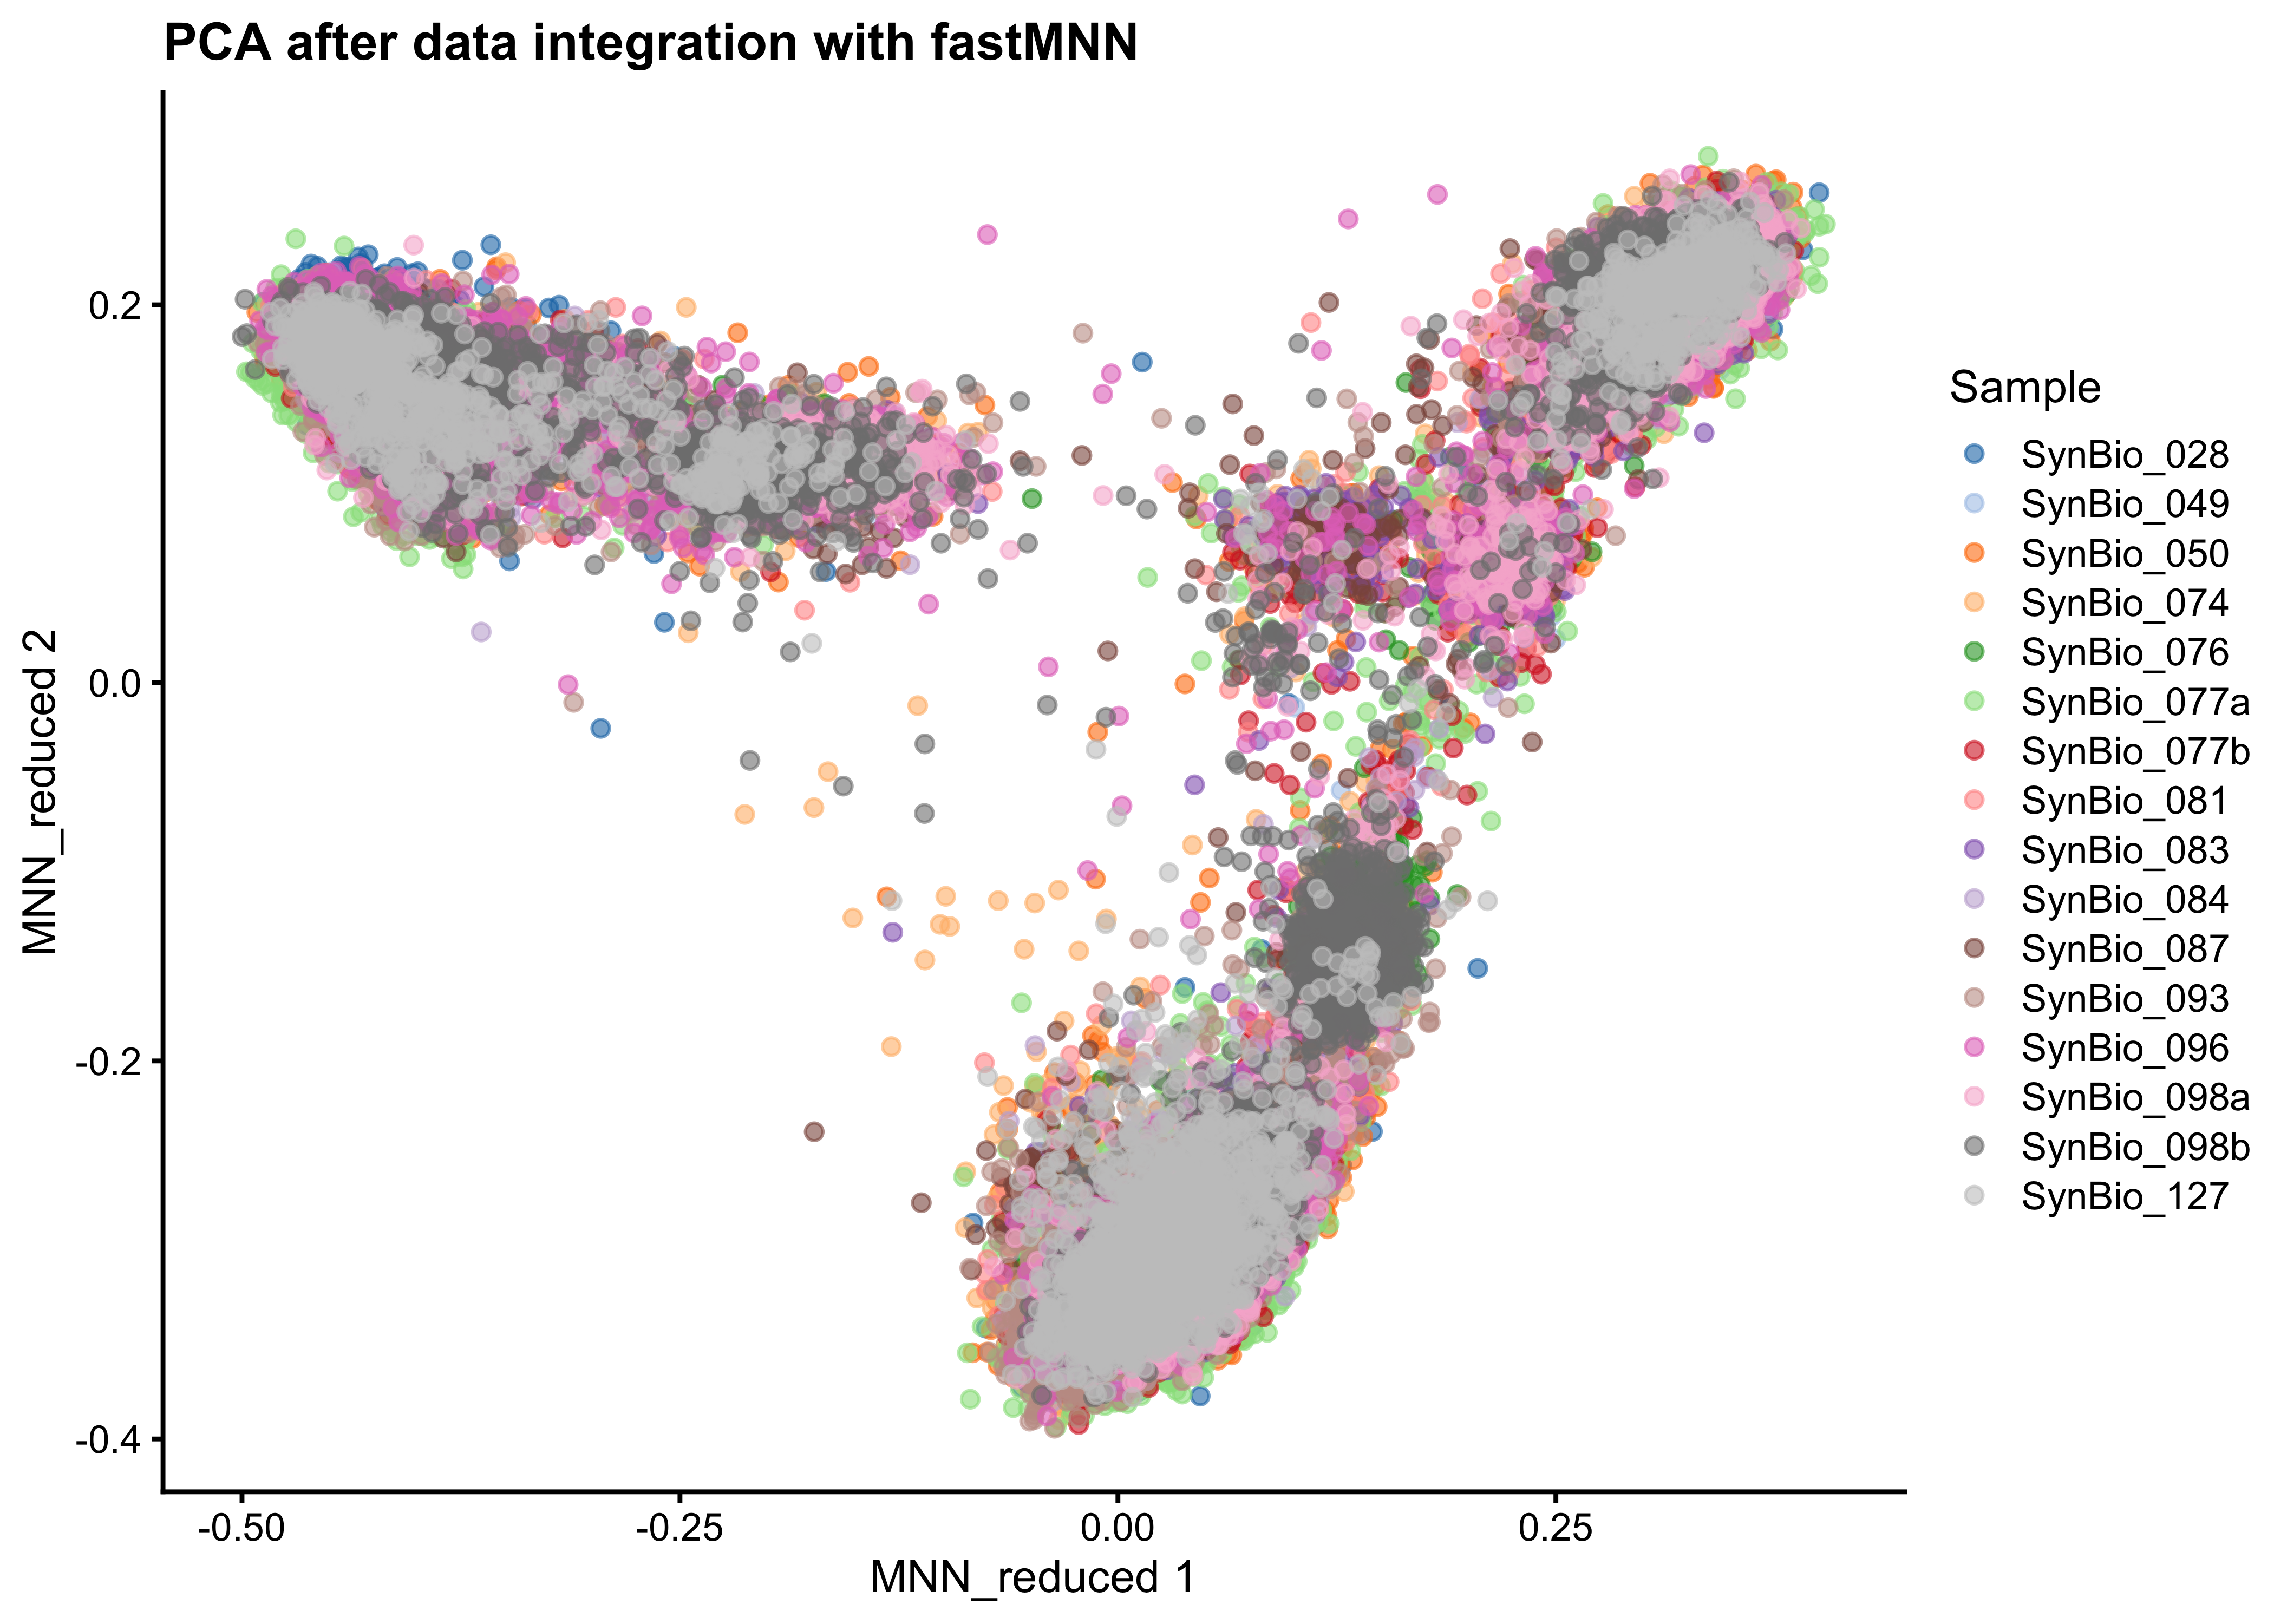 PCA after data integration with fastMNN
MNN_reduced 2
0.2
0.0
-0.2
-0.4
-0.50
-0.25
0.00
0.25
MNN_reduced 1
Sample
SynBio_028
SynBio_049
SynBio_050
SynBio_074
SynBio_076
SynBio_077a
SynBio_077b
SynBio_081
SynBio_083
SynBio_084
SynBio_087
SynBio_093
SynBio_096
SynBio_098a
SynBio_098b
SynBio_127